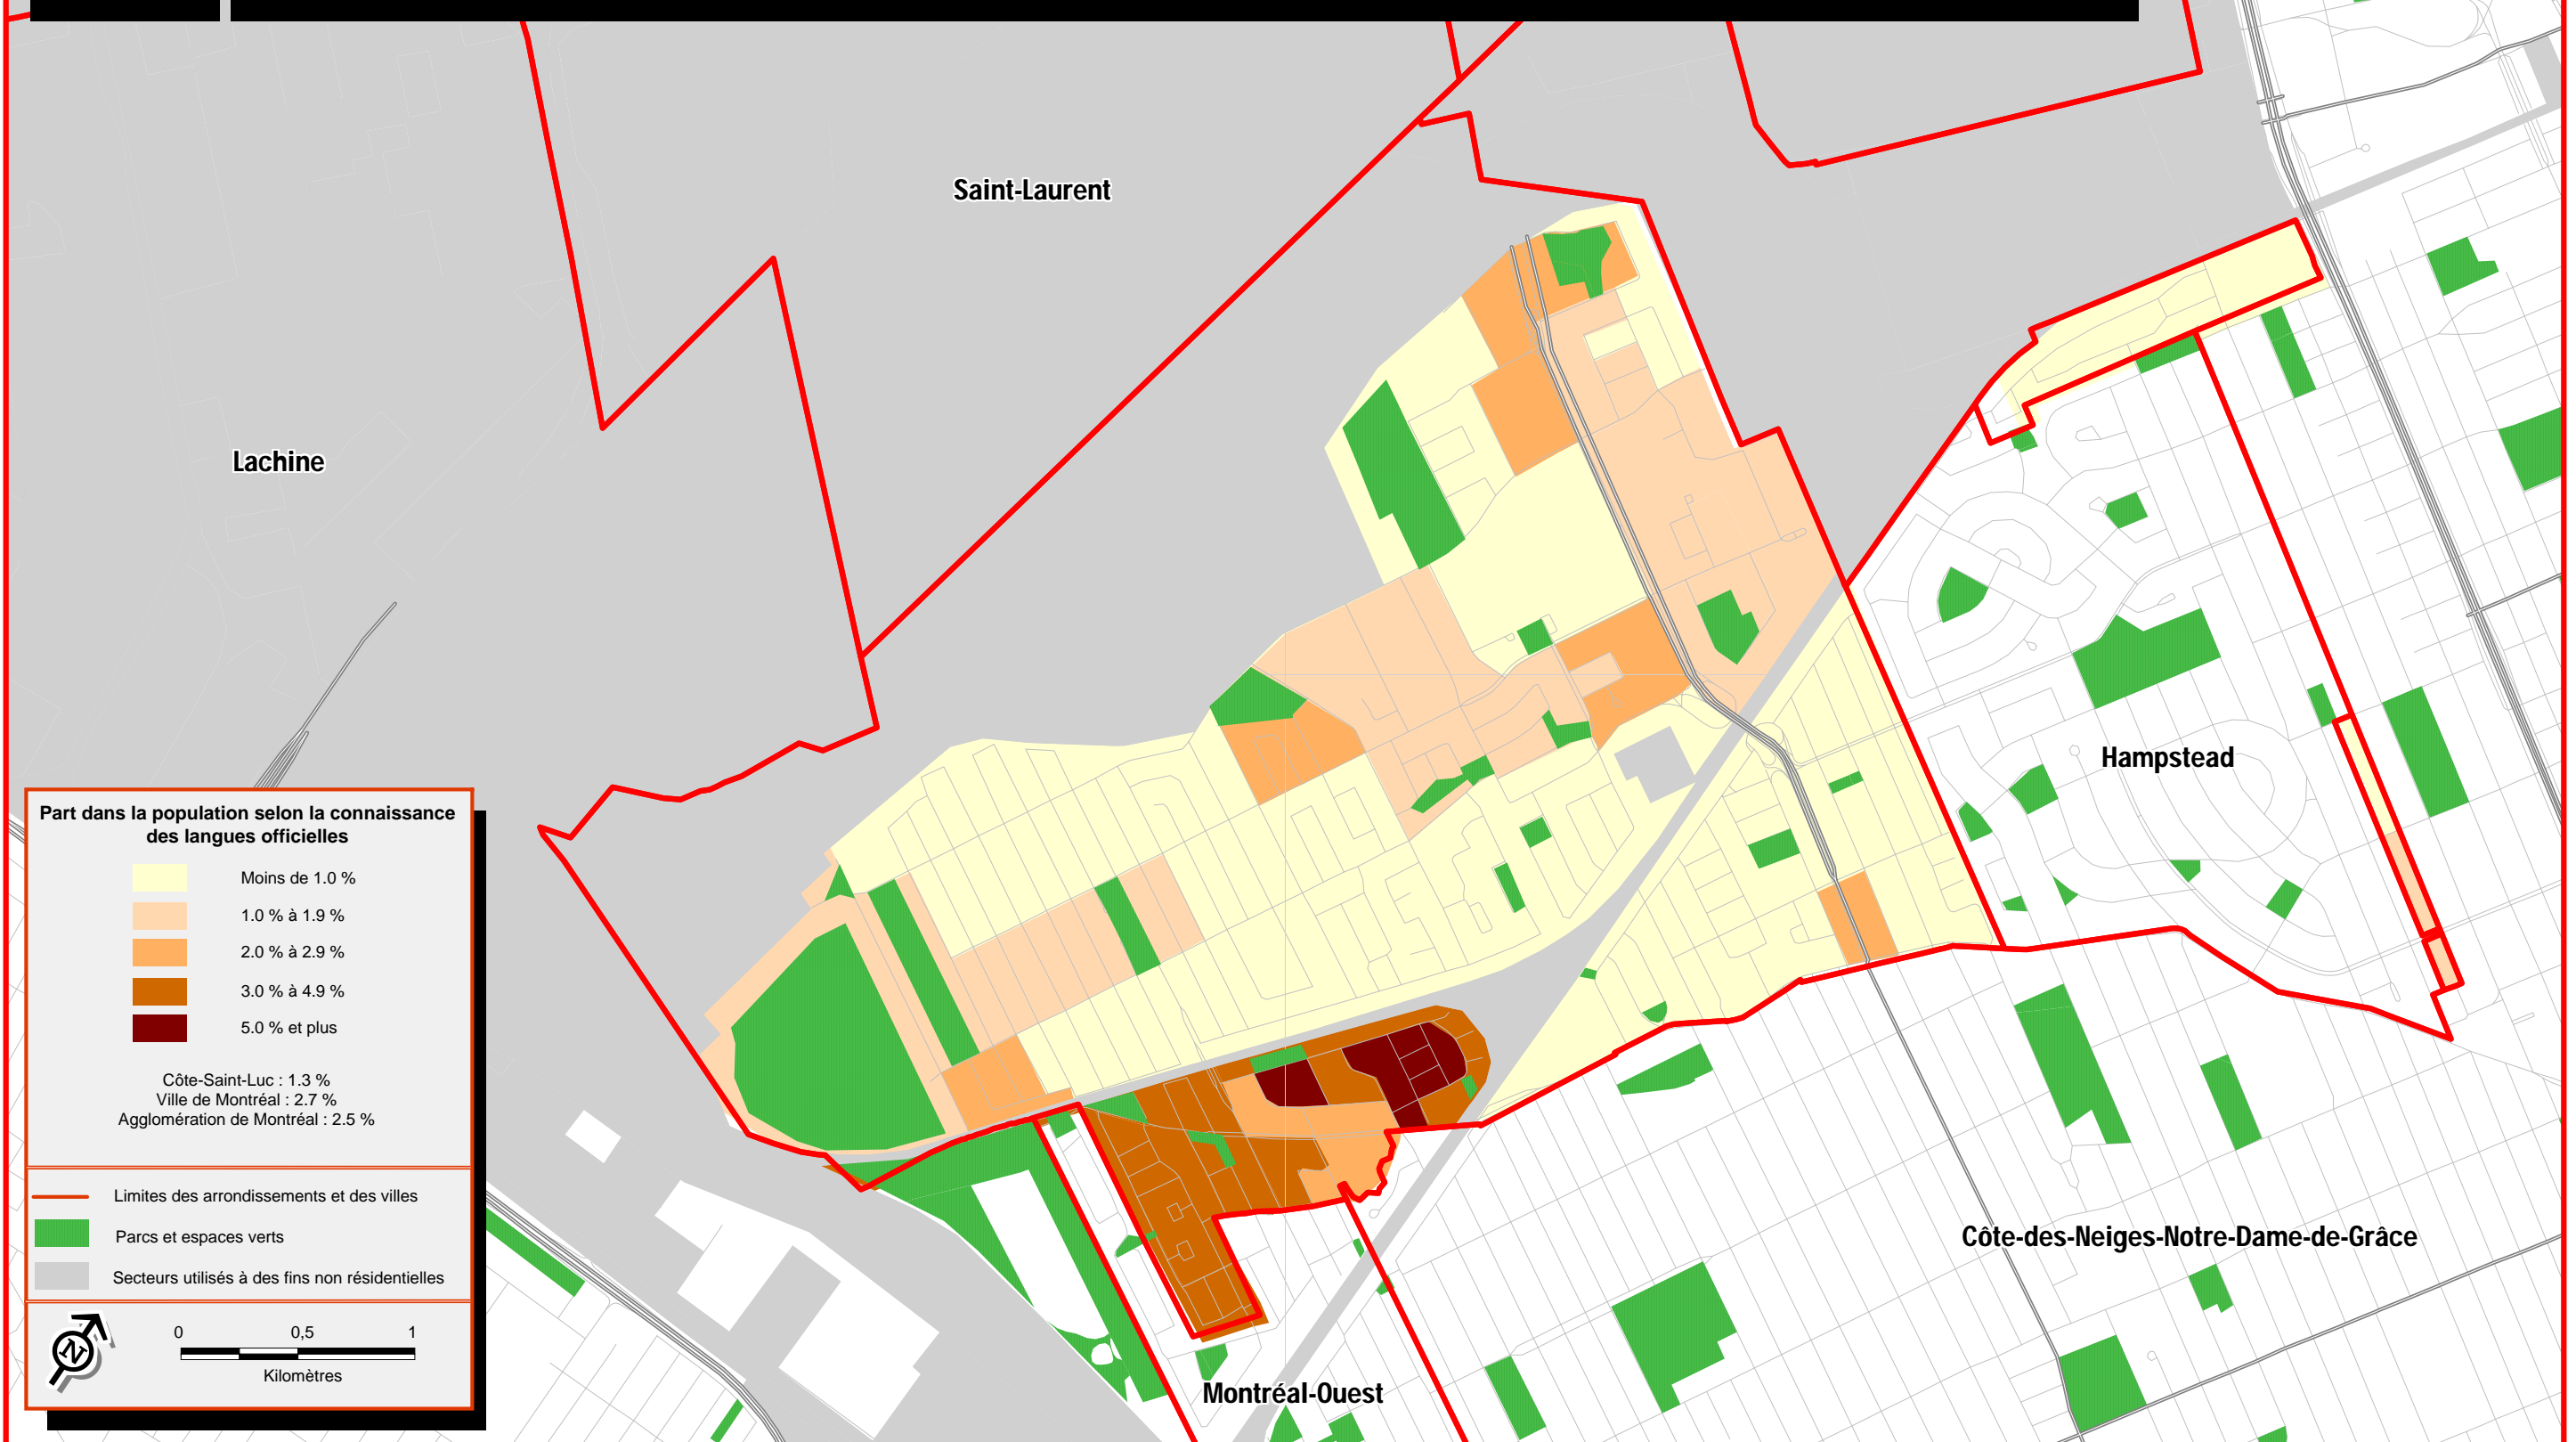 Saint-Laurent
Lachine
Hampstead
Côte-des-Neiges-Notre-Dame-de-Grâce
Montréal-Ouest
Part dans la population selon la connaissance
des langues officielles
Moins de 1.0 %
1.0 % à 1.9 %
2.0 % à 2.9 %
3.0 % à 4.9 %
5.0 % et plus
Côte-Saint-Luc : 1.3 %
Ville de Montréal : 2.7 %
Agglomération de Montréal : 2.5 %
Limites des arrondissements et des villes
Parcs et espaces verts
Secteurs utilisés à des fins non résidentielles
N
0 0,5 1
Kilomètres